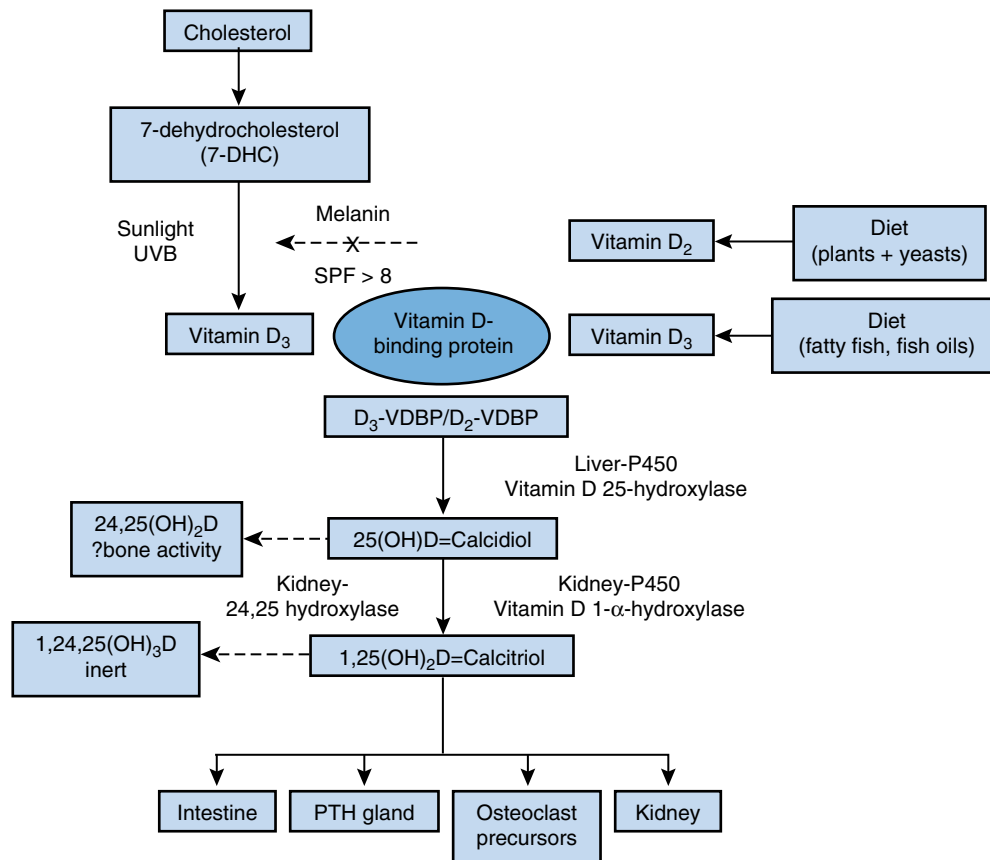 Cholesterol
7-dehydrocholesterol
(7-DHC)
Sunlight
UVB
Melanin
X
SPF > 8
Vitamin D₂
Diet
(plants + yeasts)
Vitamin D₃
Vitamin D-
binding protein
Vitamin D₃
Diet
(fatty fish, fish oils)
D₃-VDBP/D₂-VDBP
Liver-P450
Vitamin D 25-hydroxylase
24,25(OH)₂D
?bone activity
25(OH)D=Calcidiol
Kidney-
24,25 hydroxylase
Kidney-P450
Vitamin D 1-α-hydroxylase
1,24,25(OH)₃D
inert
1,25(OH)₂D=Calcitriol
Intestine
PTH gland
Osteoclast
precursors
Kidney